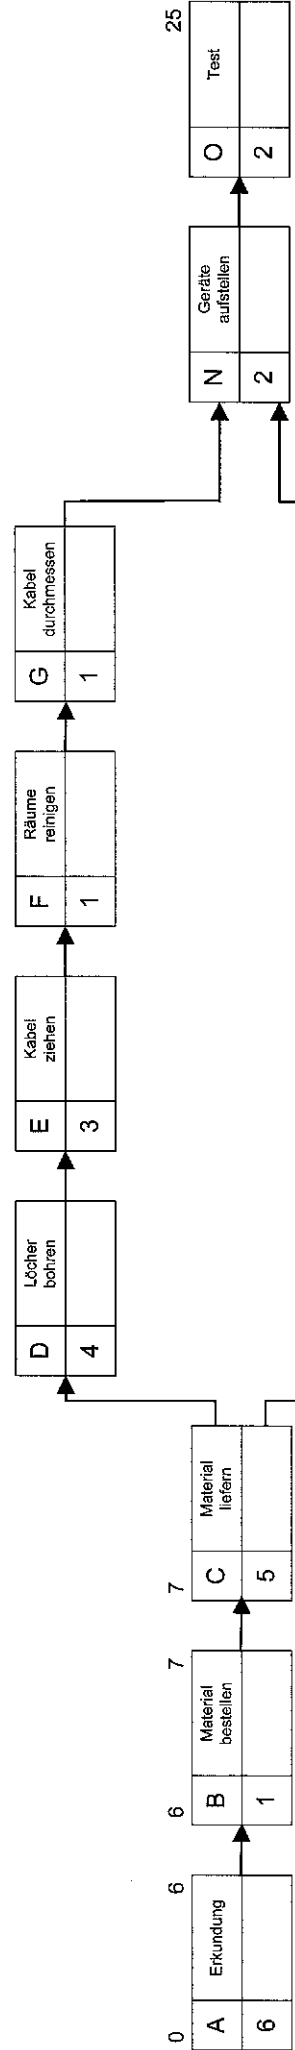 0
6
A
Erkundung
6
6
7
B
Material
bestellen
1
7
C
Material
liefern
5
D
Löcher
bohren
4
E
Kabel
ziehen
3
F
Räume
reinigen
1
G
Kabel
durchmessen
1
N
Geräte
aufstellen
2
25
O
Test
2